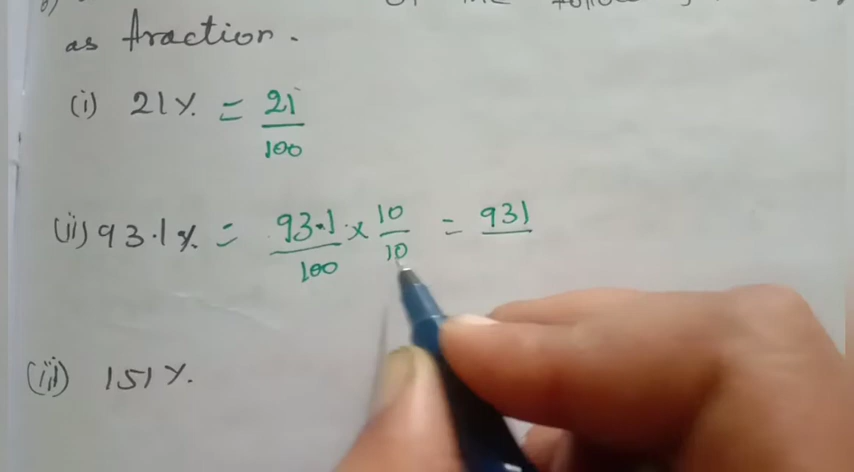 as fraction.
(i) 21% = 21/100
(ii) 93.1% = 93.1/100 × 10/10 = 931
(iii) 151%.